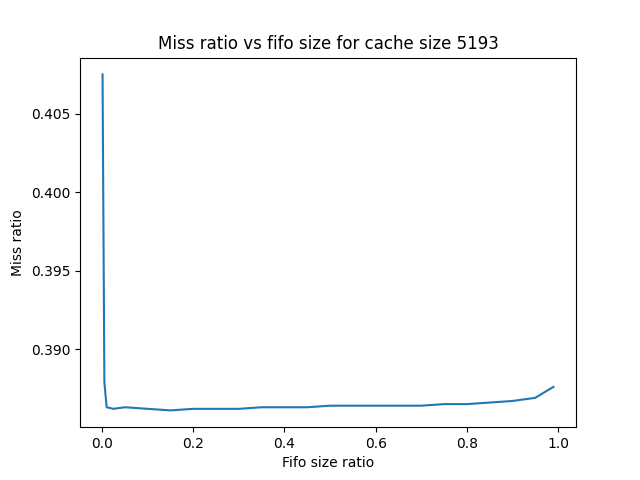 Miss ratio vs fifo size for cache size 5193
0.405
0.400
0.395
0.390
Miss ratio
0.0 0.2 0.4 0.6 0.8 1.0
Fifo size ratio